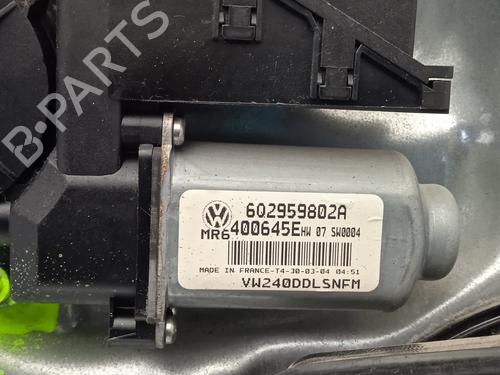 B-PARTS
6Q2959802A
MR6 400645E HW 07 SW0004
MADE IN FRANCE-T4-30-03-04 04:51
VW240DDLSNFM